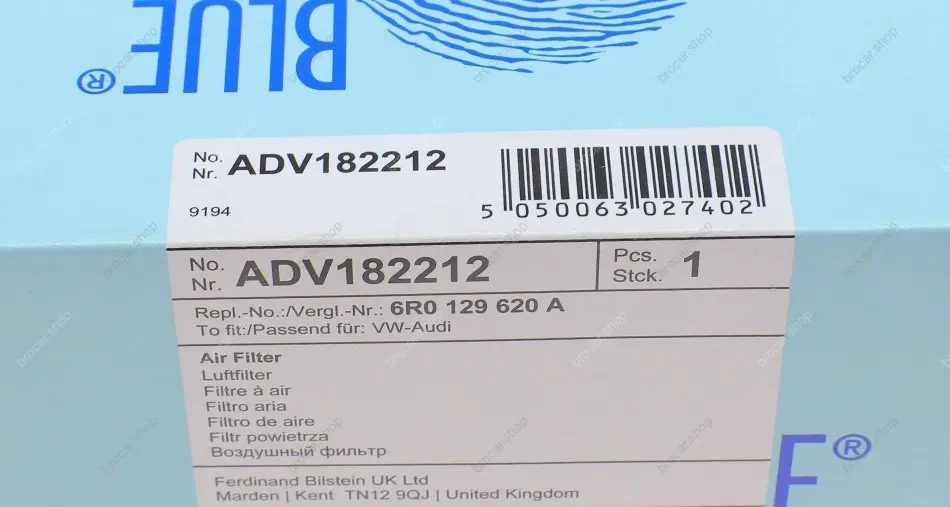 BLUE®
No. ADV182212
Nr.
9194
5 050063 027402
No. ADV182212
Nr.
Pcs. 1
Stck.
Repl.-No.:/Vergl.-Nr.: 6R0 129 620 A
To fit:/Passend für: VW-Audi
Air Filter
Luftfilter
Filtre à air
Filtro aria
Filtro de aire
Filtr powietrza
Воздушный фильтр
Ferdinand Bilstein UK Ltd
Marden | Kent TN12 9QJ | United Kingdom
E®
brocar.shop